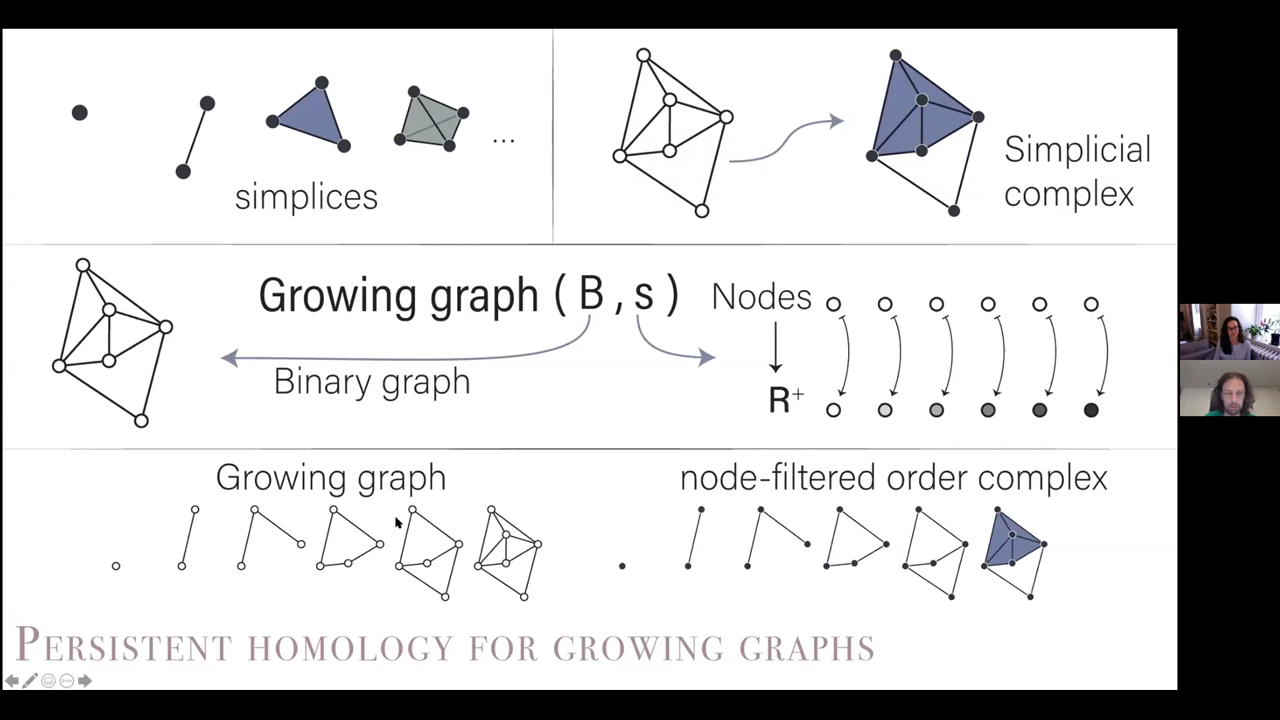 simplices
...
Simplicial
complex
Growing graph ( B , s )
Nodes
Binary graph
R+
Growing graph
node-filtered order complex
PERSISTENT HOMOLOGY FOR GROWING GRAPHS